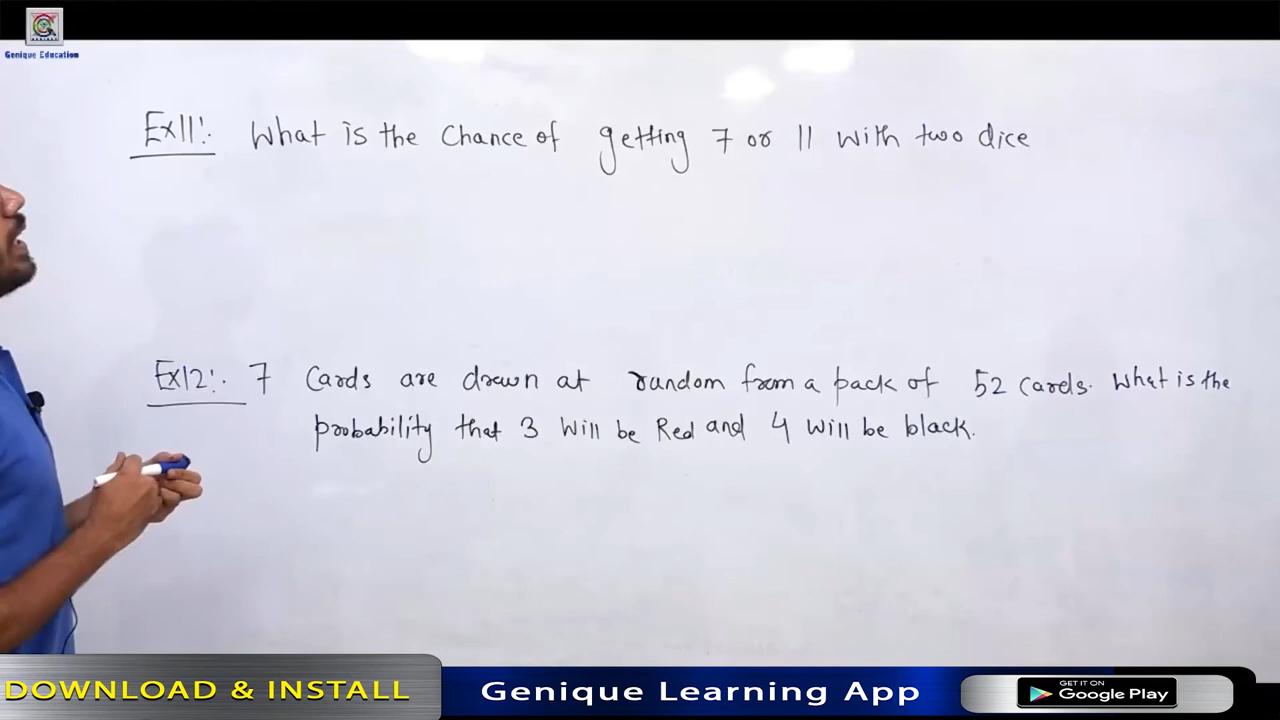 Genique Education
Ex11:. What is the Chance of getting 7 or 11 with two dice
Ex12:. 7 Cards are drawn at random from a pack of 52 cards. What is the
probability that 3 will be Red and 4 will be black.
DOWNLOAD & INSTALL
Genique Learning App
GET IT ON
Google Play